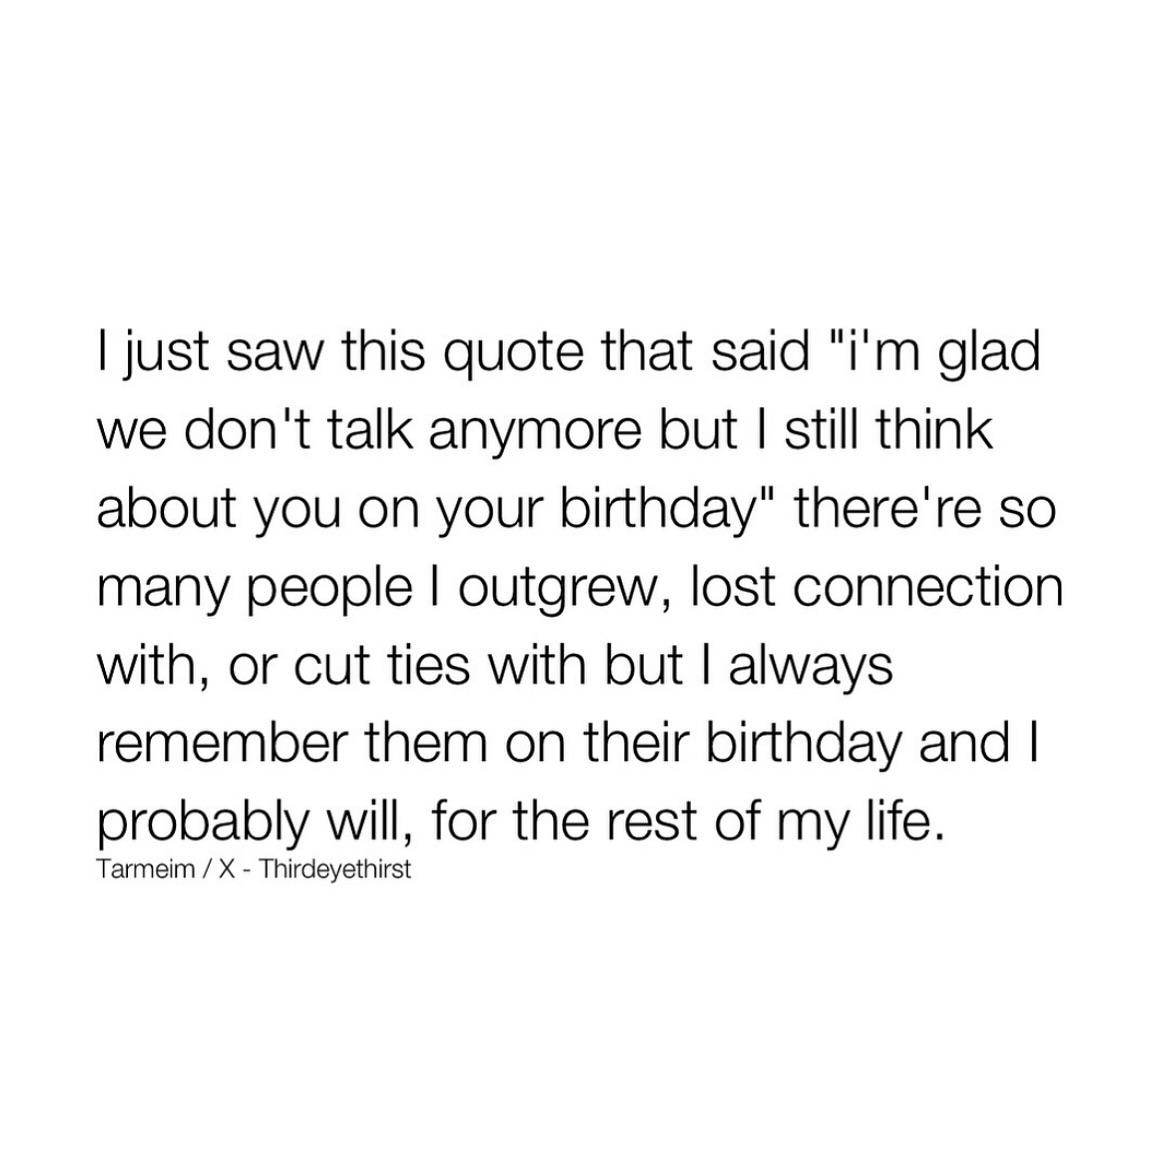 I just saw this quote that said "i'm glad
we don't talk anymore but I still think
about you on your birthday" there're so
many people I outgrew, lost connection
with, or cut ties with but I always
remember them on their birthday and I
probably will, for the rest of my life.
Tarmeim / X - Thirdeyethirst